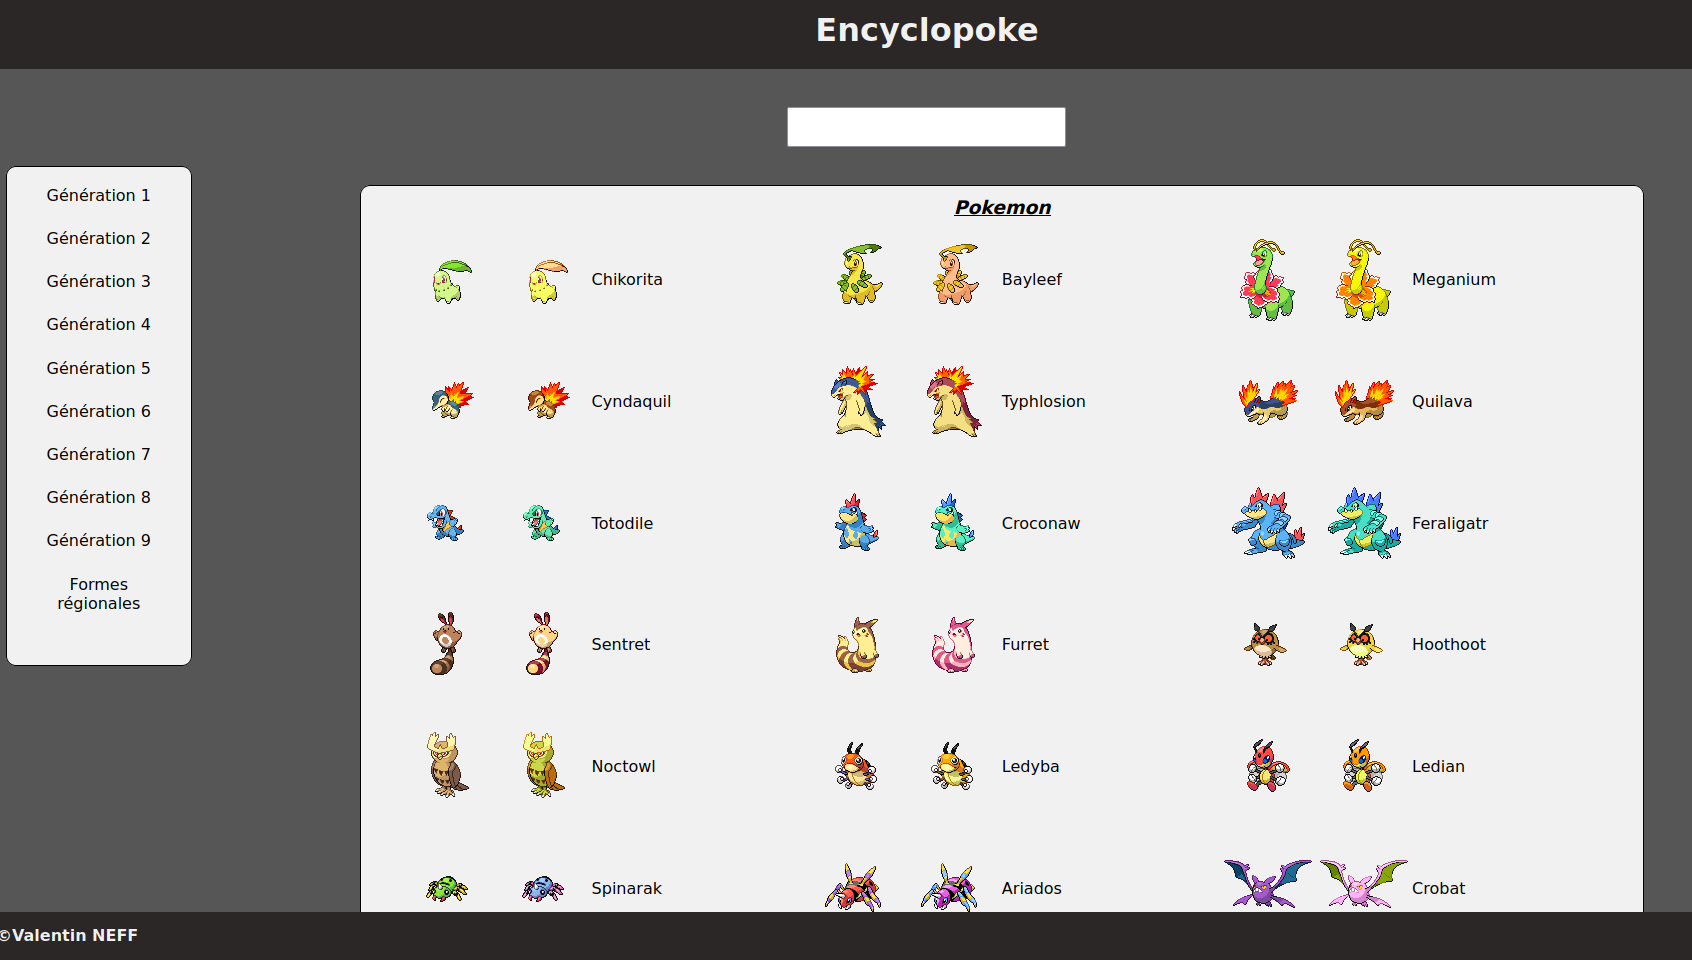 Encyclopoke
Génération 1
Génération 2
Génération 3
Génération 4
Génération 5
Génération 6
Génération 7
Génération 8
Génération 9
Formes
régionales
Pokemon
Chikorita
Bayleef
Meganium
Cyndaquil
Typhlosion
Quilava
Totodile
Croconaw
Feraligatr
Sentret
Furret
Hoothoot
Noctowl
Ledyba
Ledian
Spinarak
Ariados
Crobat
©Valentin NEFF